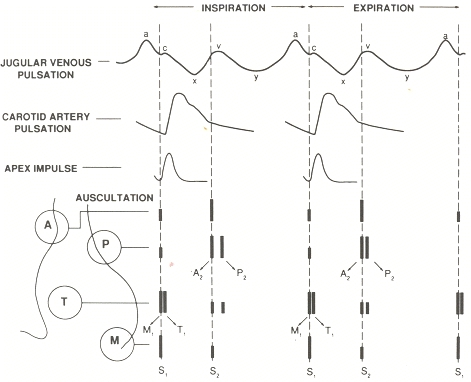 INSPIRATION EXPIRATION
a c v a c v a
x y x y
JUGULAR VENOUS
PULSATION
CAROTID ARTERY
PULSATION
APEX IMPULSE
AUSCULTATION
A
P
A2 P2 A2 P2
T
M1 T1 M1 T1
M
S1 S2 S1 S2 S1